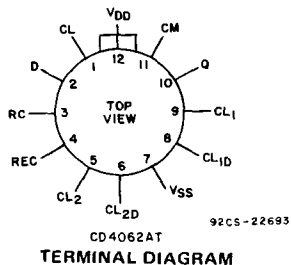 VDD
CL
CM
D
1
12
11
Q
2
10
RC
3
TOP
VIEW
9
CL1
REC
4
8
CL1D
5
6
7
CL2
CL2D
VSS
92CS-22693
CD4062AT
TERMINAL DIAGRAM